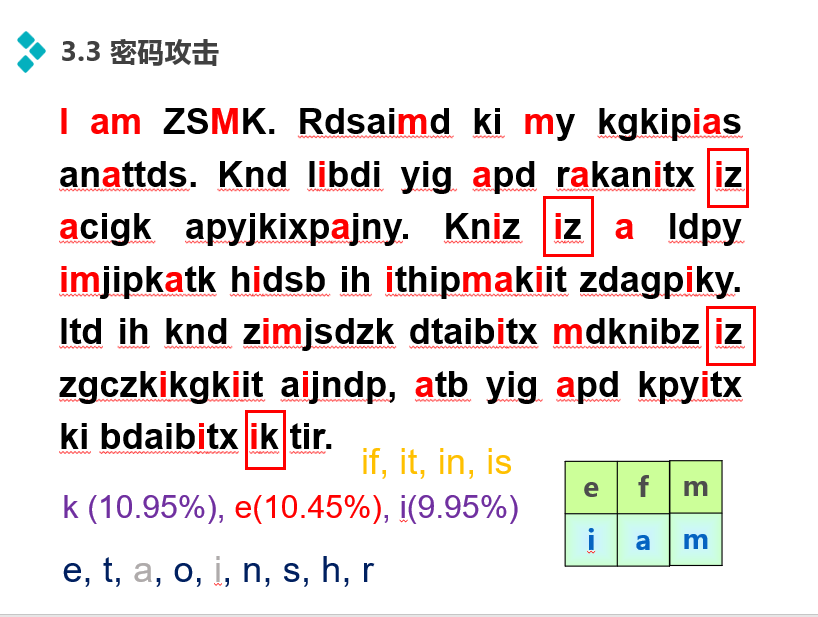 3.3 密码攻击
I am ZSMK. Rdsaimd ki my kgkipias
anattds. Knd libdi yig apd rakanitx iz
acigk apyjkixpajny. Kniz iz a ldpy
imjipkatk hidsb ih ithipmakiit zdagpiky.
Itd ih knd zimjsdzk dtaibitx mdknibz iz
zgczkikgkiit aijndp, atb yig apd kpyitx
ki bdaibitx ik tir.
if, it, in, is
k (10.95%), e(10.45%), i(9.95%)
e, t, a, o, i, n, s, h, r
e f m
i a m